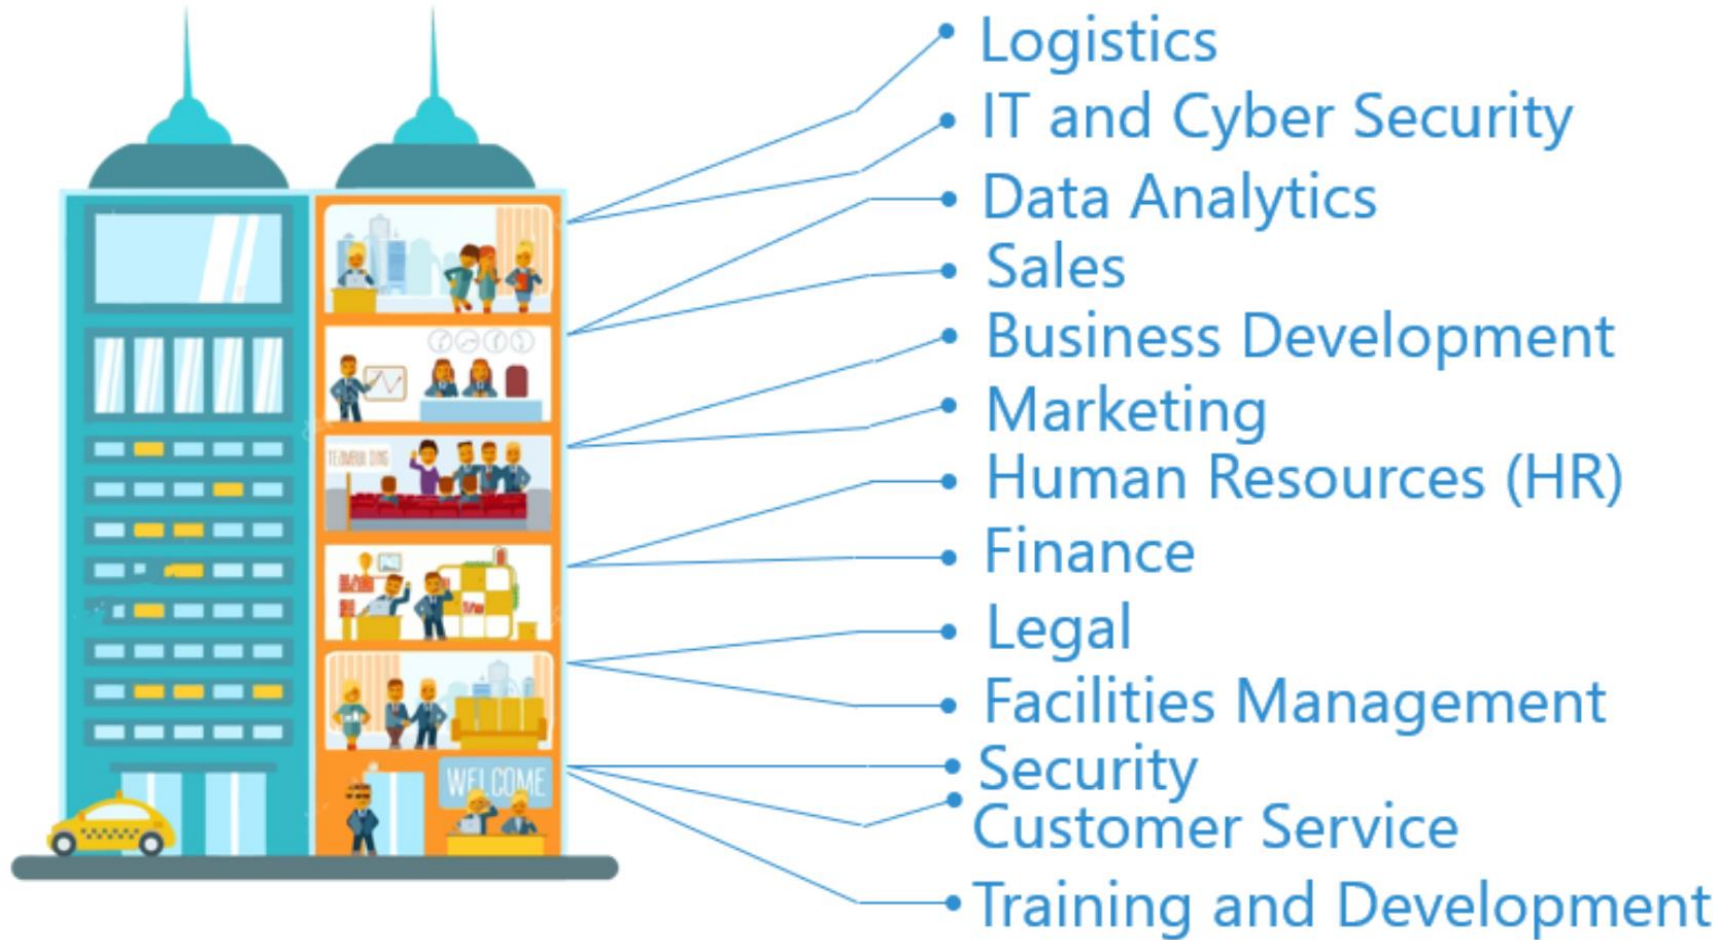 Logistics
IT and Cyber Security
Data Analytics
Sales
Business Development
Marketing
TEAMBUILDING
Human Resources (HR)
Finance
Legal
Facilities Management
Security
WELCOME
Customer Service
Training and Development